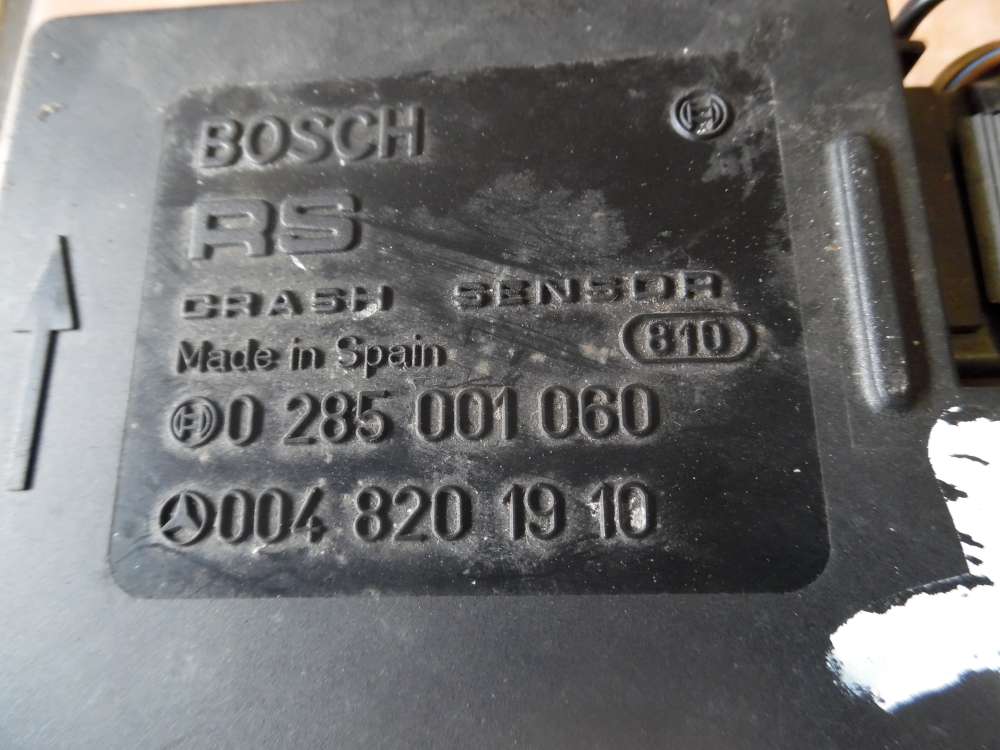 BOSCH
RS
CRASH SENSOR
Made in Spain 810
0 285 001 060
004 820 19 10